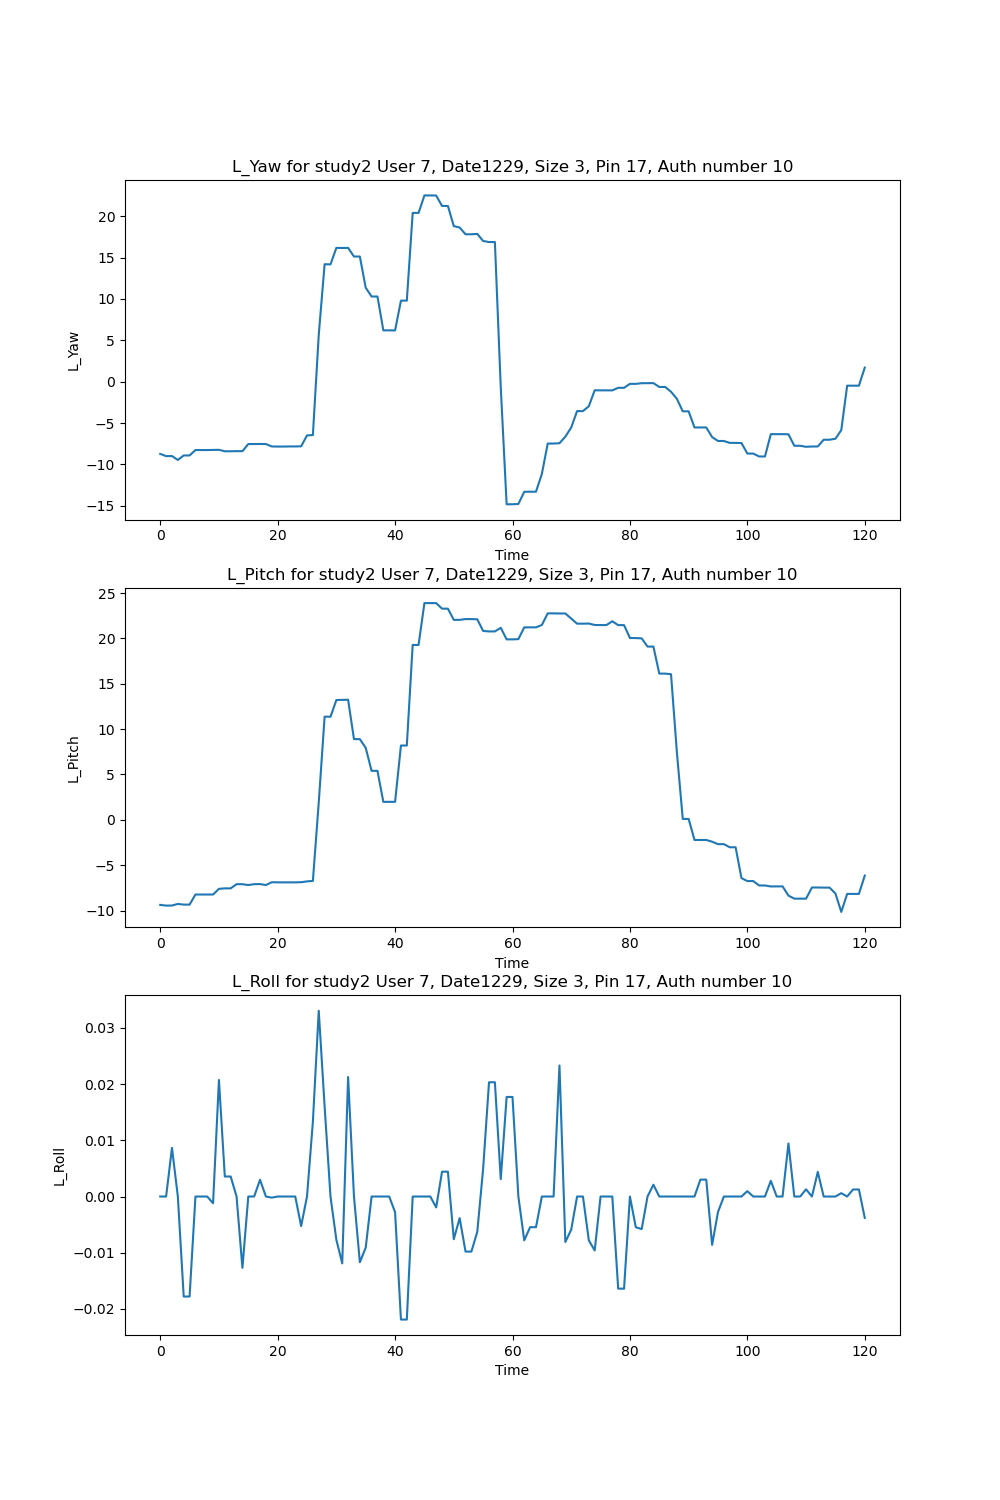 L_Yaw for study2 User 7, Date1229, Size 3, Pin 17, Auth number 10
20
15
10
5
0
−5
−10
−15
L_Yaw
0 20 40 60 80 100 120
Time
L_Pitch for study2 User 7, Date1229, Size 3, Pin 17, Auth number 10
25
20
15
10
5
0
−5
−10
L_Pitch
0 20 40 60 80 100 120
Time
L_Roll for study2 User 7, Date1229, Size 3, Pin 17, Auth number 10
0.03
0.02
0.01
0.00
−0.01
−0.02
L_Roll
0 20 40 60 80 100 120
Time